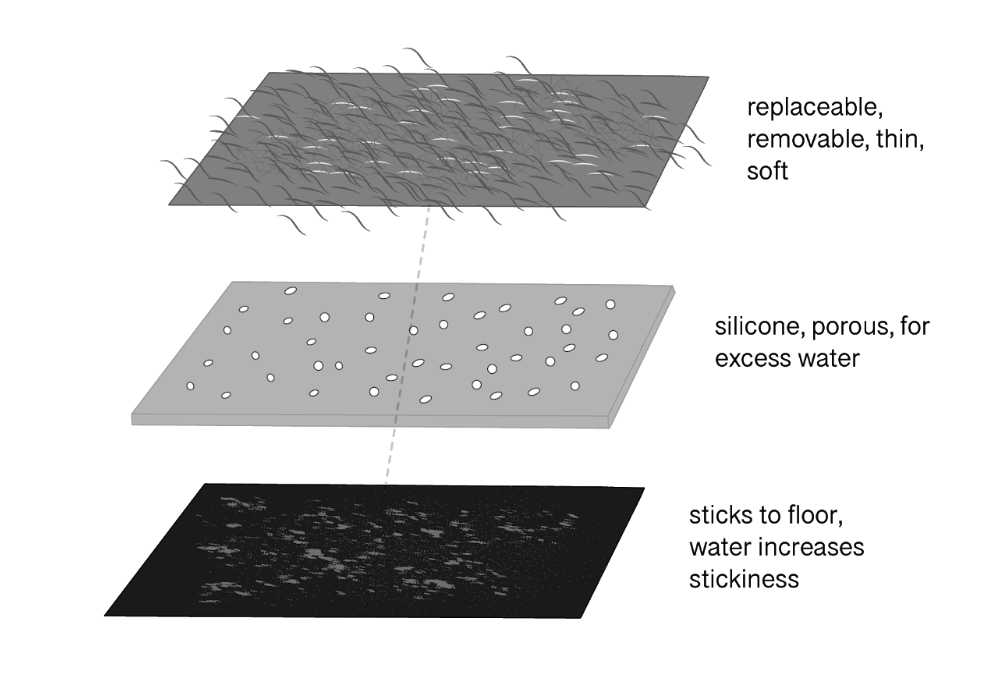 replaceable,
removable, thin,
soft
silicone, porous, for
excess water
sticks to floor,
water increases
stickiness